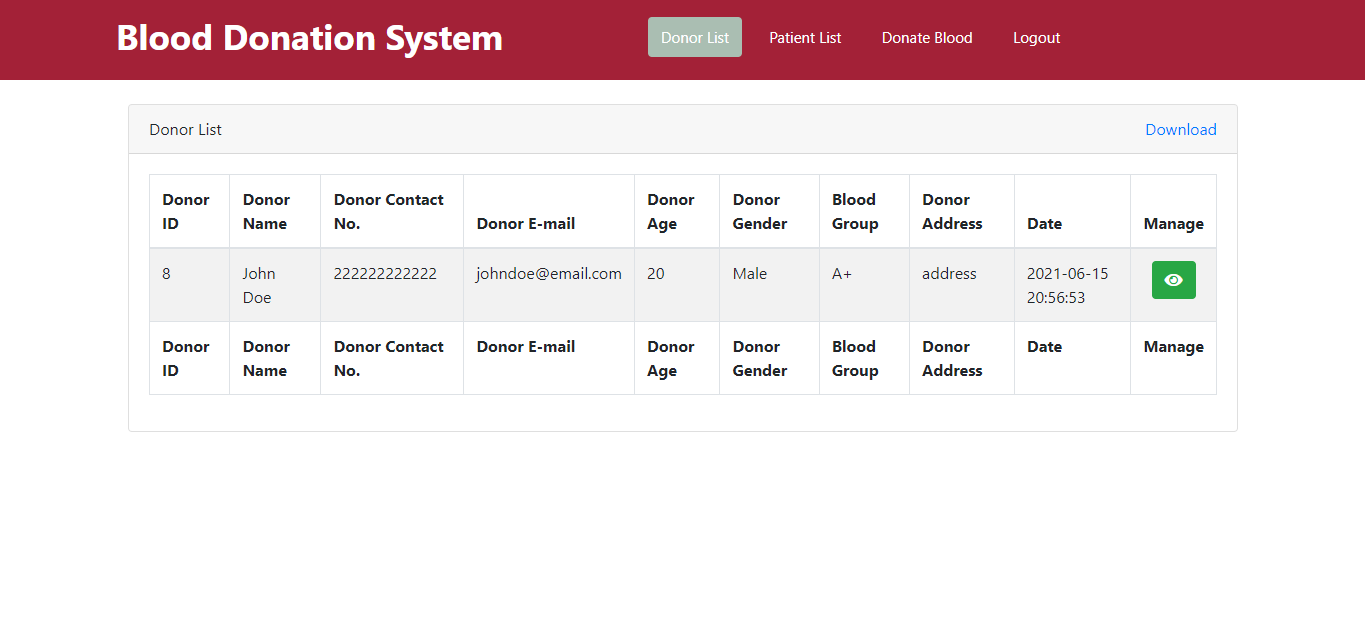 Blood Donation System Donor List Patient List Donate Blood Logout
Donor List Download
Donor ID Donor Name Donor Contact No. Donor E-mail Donor Age Donor Gender Blood Group Donor Address Date Manage
8 John Doe 222222222222 johndoe@email.com 20 Male A+ address 2021-06-15 20:56:53
Donor ID Donor Name Donor Contact No. Donor E-mail Donor Age Donor Gender Blood Group Donor Address Date Manage